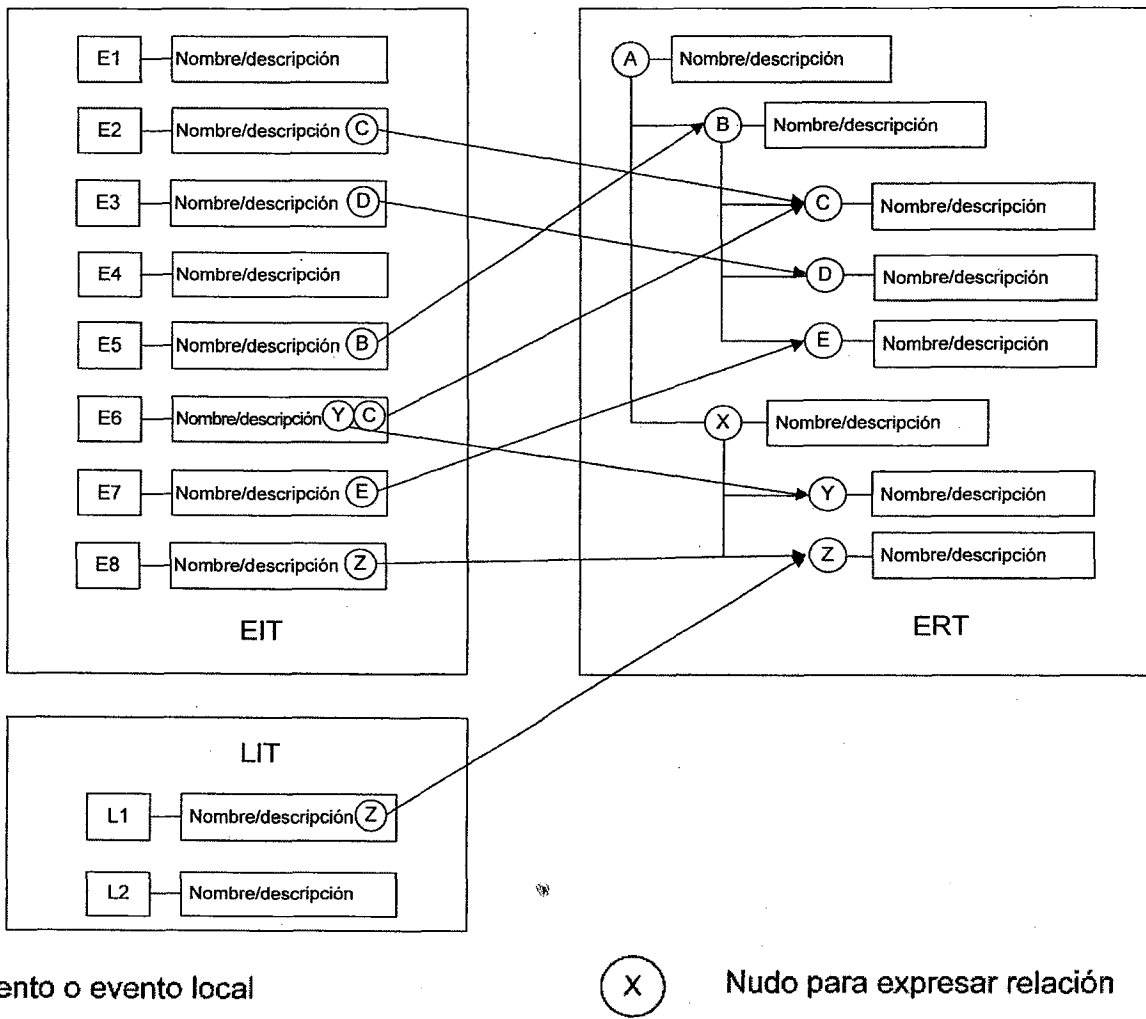 E1 Nombre/descripción
E2 Nombre/descripción C
E3 Nombre/descripción D
E4 Nombre/descripción
E5 Nombre/descripción B
E6 Nombre/descripción Y C
E7 Nombre/descripción E
E8 Nombre/descripción Z
EIT
A Nombre/descripción
B Nombre/descripción
C Nombre/descripción
D Nombre/descripción
E Nombre/descripción
X Nombre/descripción
Y Nombre/descripción
Z Nombre/descripción
ERT
LIT
L1 Nombre/descripción Z
L2 Nombre/descripción
ento o evento local
X Nudo para expresar relación